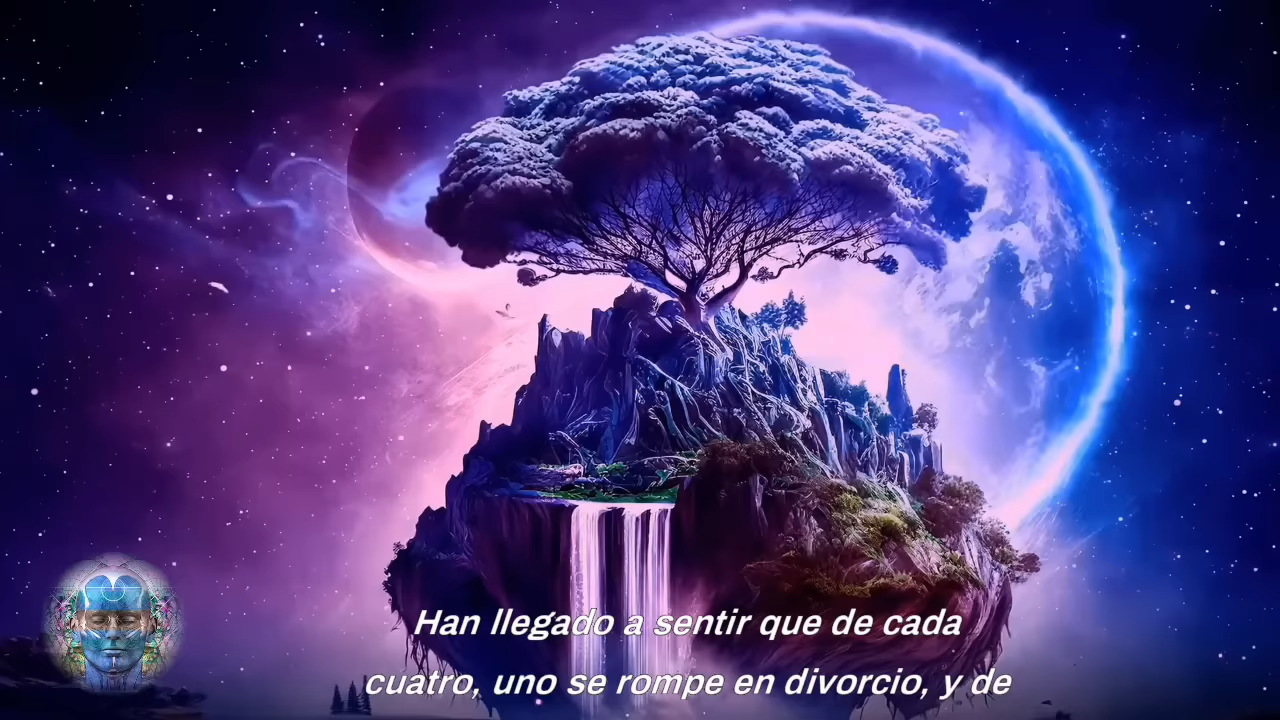 Han llegado a sentir que de cada
cuatro, uno se rompe en divorcio, y de